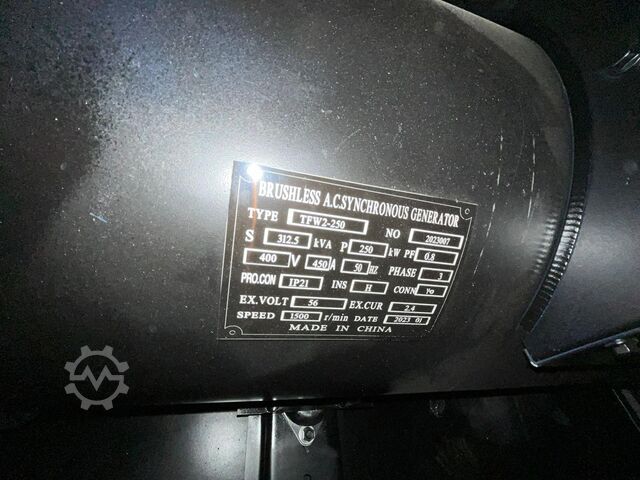 BRUSHLESS A.C.SYNCHRONOUS GENERATOR
TYPE TFW2-250 NO 2023007
S 312.5 kVA P 250 kW PF 0.8
400 V 450 A 50 HZ PHASE 3
PRO.CON IP21 INS H CONN Yo
EX.VOLT 56 EX.CUR 2.4
SPEED 1500 r/min DATE 2023 01
MADE IN CHINA